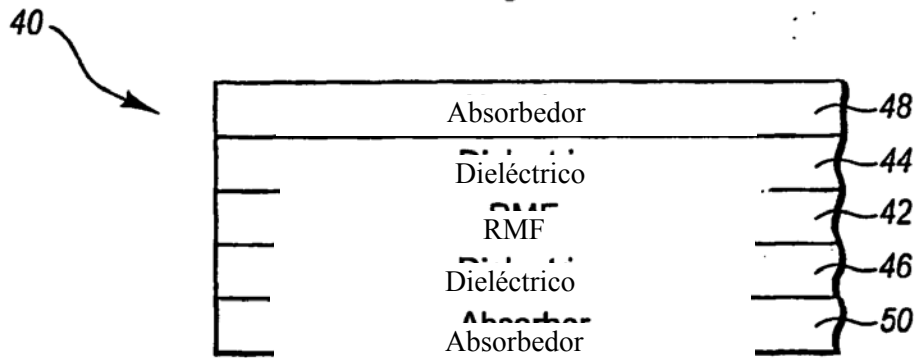 40
Absorbedor 48
Dieléctrico 44
RMF 42
Dieléctrico 46
Absorbedor 50